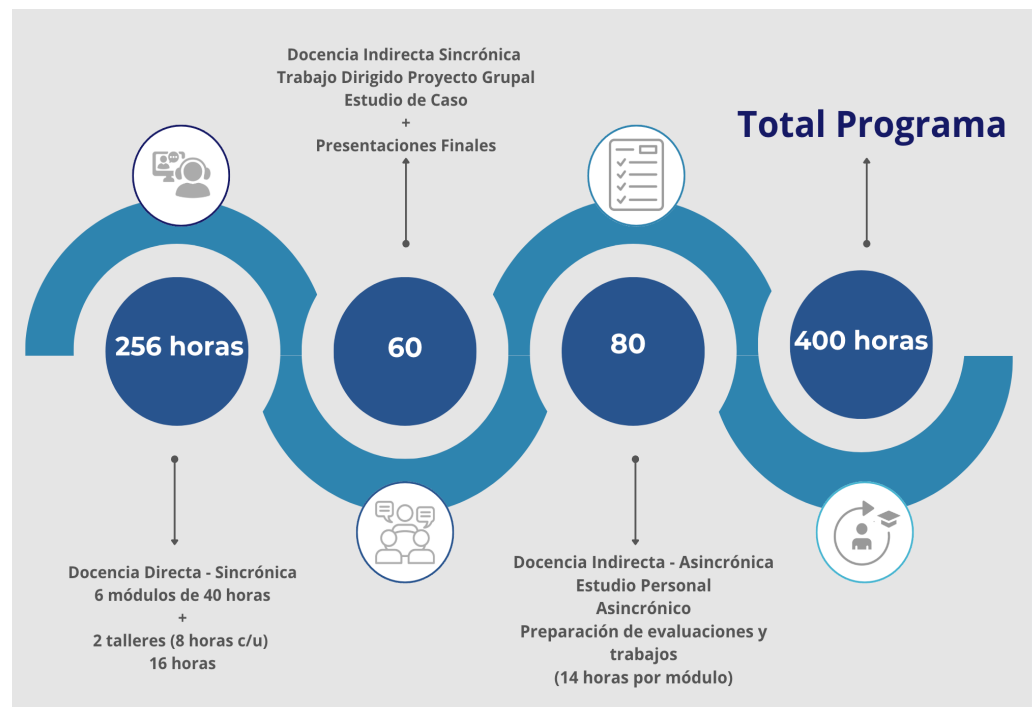 Docencia Indirecta Sincrónica
Trabajo Dirigido Proyecto Grupal
Estudio de Caso
+
Presentaciones Finales
Total Programa
256 horas
60
80
400 horas
Docencia Directa - Sincrónica
6 módulos de 40 horas
+
2 talleres (8 horas c/u)
16 horas
Docencia Indirecta - Asincrónica
Estudio Personal
Asincrónico
Preparación de evaluaciones y
trabajos
(14 horas por módulo)